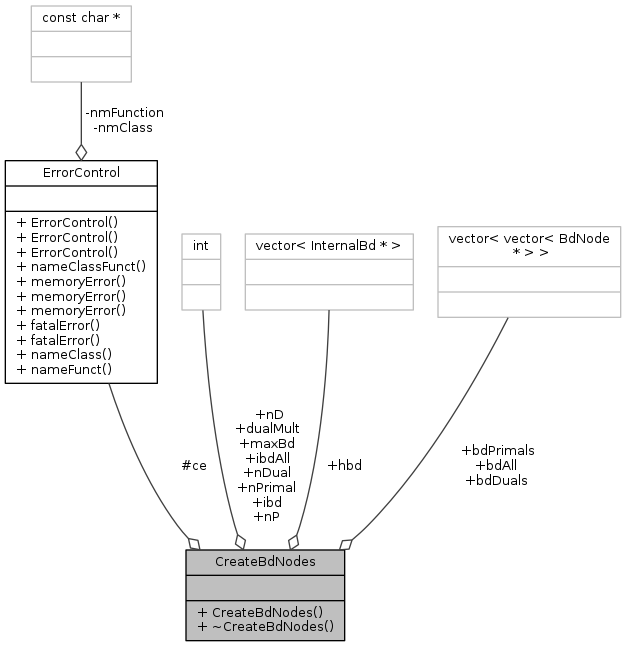 const char *
-nmFunction
-nmClass
ErrorControl
+ ErrorControl()
+ ErrorControl()
+ ErrorControl()
+ nameClassFunct()
+ memoryError()
+ memoryError()
+ memoryError()
+ fatalError()
+ fatalError()
+ nameClass()
+ nameFunct()
int
vector< InternalBd * >
vector< vector< BdNode
* > >
#ce
+nD
+dualMult
+maxBd
+ibdAll
+nDual
+nPrimal
+ibd
+nP
+hbd
+bdPrimals
+bdAll
+bdDuals
CreateBdNodes
+ CreateBdNodes()
+ ~CreateBdNodes()